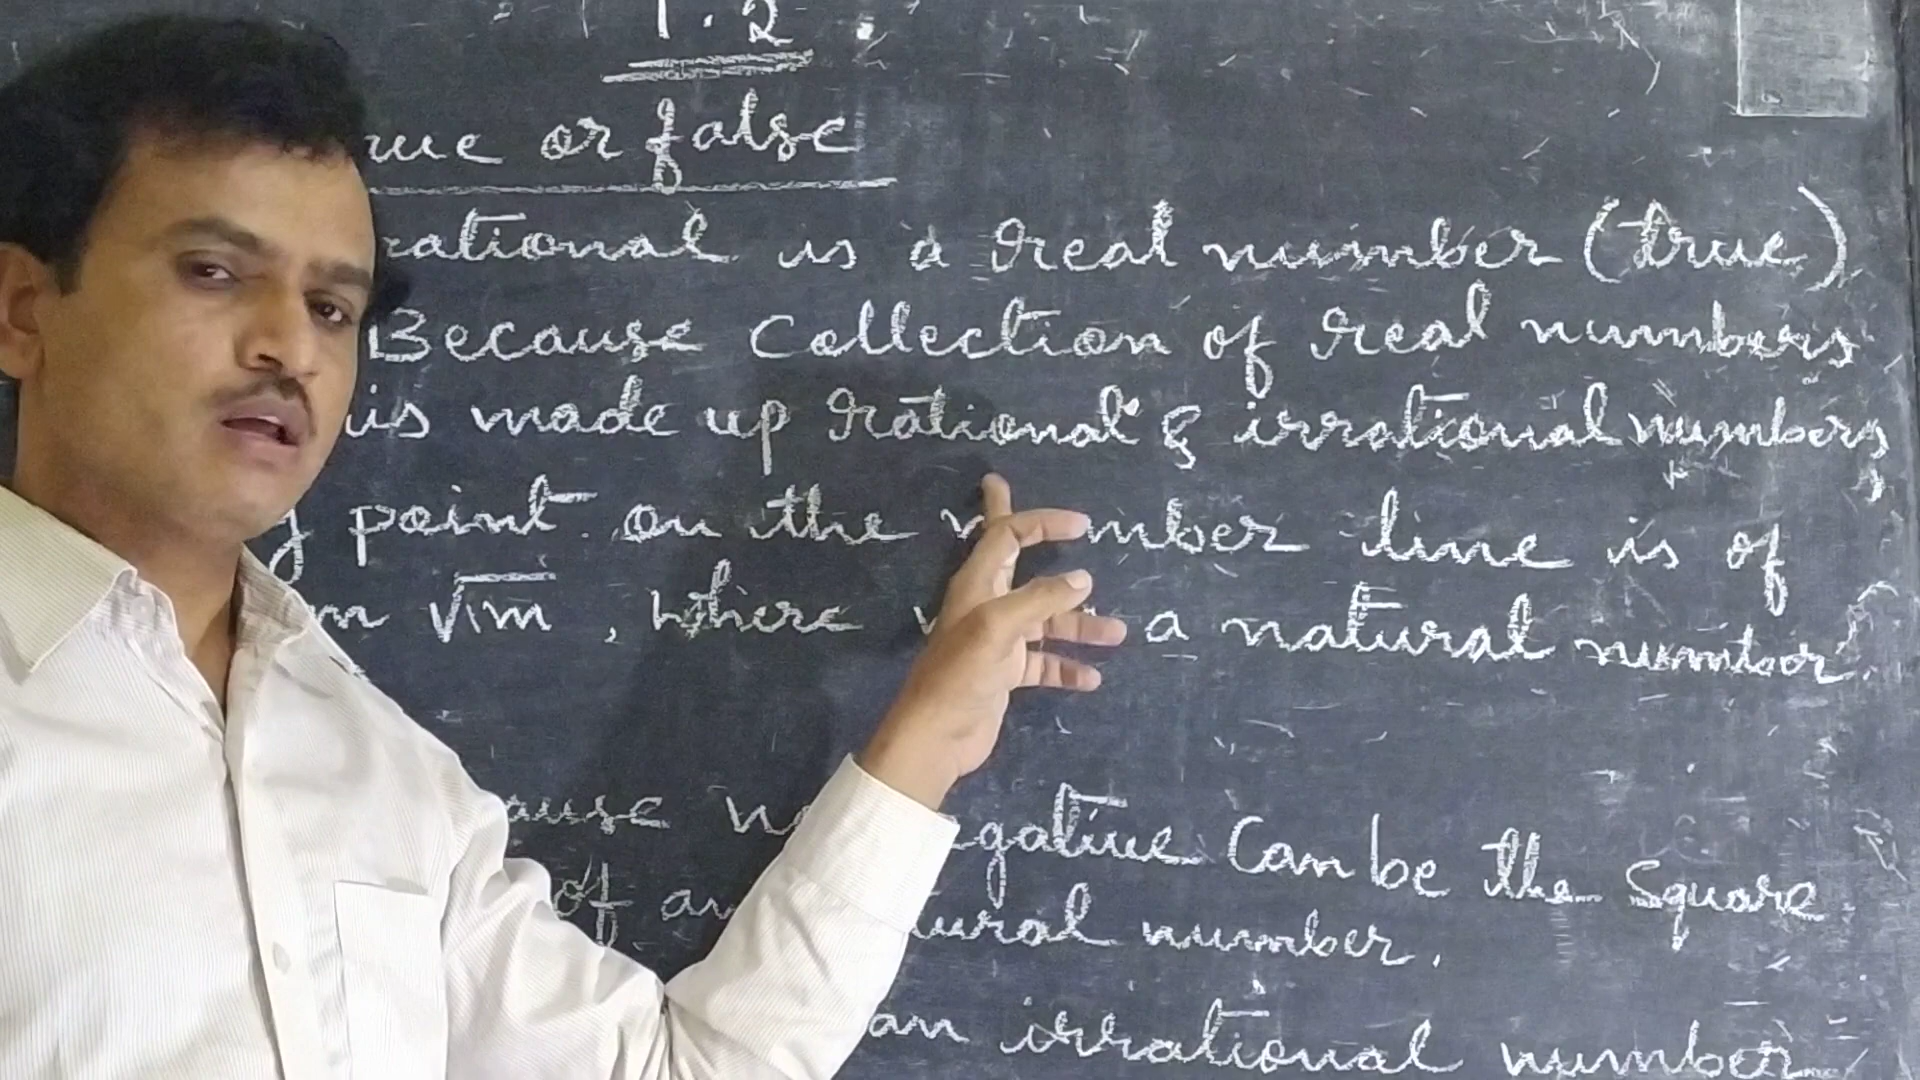 1.2
rue or false
rational is a real number (true)
Because Collection of real numbers
is made up rational & irrational numbers
point on the number line is of
m √m, where a natural number.
ause negative Can be the Square
of natural number.
an irrational number